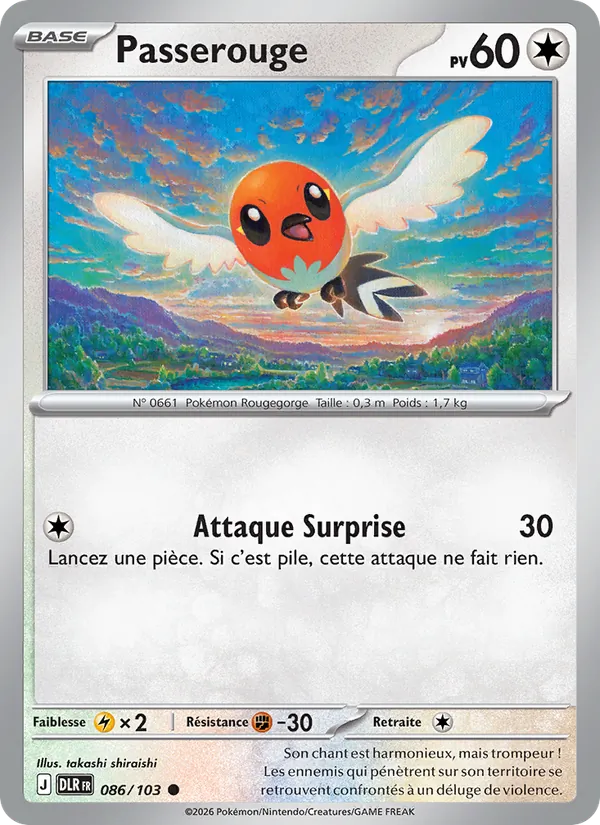 BASE
Passerouge
PV 60
N° 0661 Pokémon Rougegorge Taille : 0,3 m Poids : 1,7 kg
Attaque Surprise 30
Lancez une pièce. Si c'est pile, cette attaque ne fait rien.
Faiblesse ×2 Résistance -30 Retraite
Illus. takashi shiraishi
Son chant est harmonieux, mais trompeur !
Les ennemis qui pénètrent sur son territoire se
retrouvent confrontés à un déluge de violence.
J DLR FR 086/103
©2026 Pokémon/Nintendo/Creatures/GAME FREAK